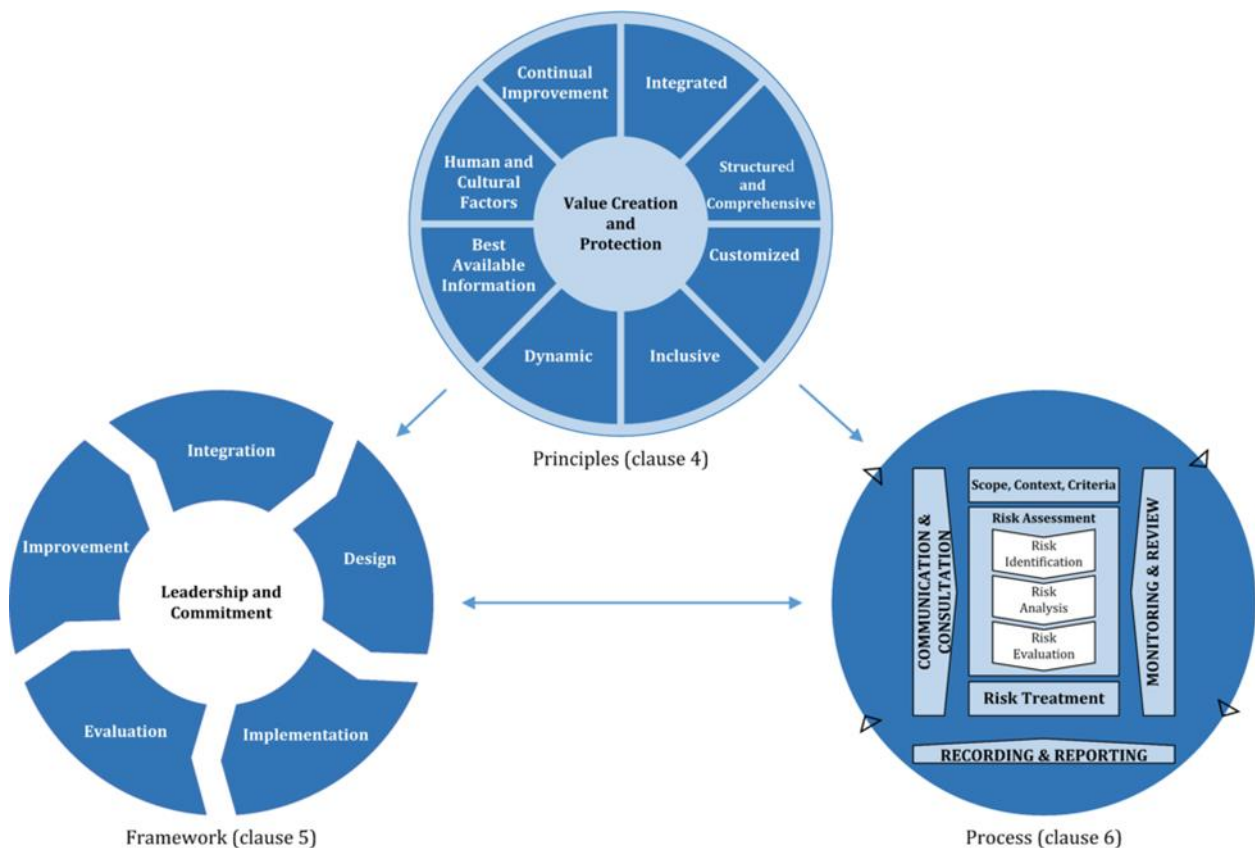 Continual
Improvement
Integrated
Structured
and
Comprehensive
Customized
Inclusive
Dynamic
Best
Available
Information
Human and
Cultural
Factors
Value Creation
and
Protection
Principles (clause 4)
Integration
Design
Implementation
Evaluation
Improvement
Leadership and
Commitment
Framework (clause 5)
Scope, Context, Criteria
Risk Assessment
Risk
Identification
Risk
Analysis
Risk
Evaluation
Risk Treatment
COMMUNICATION &
CONSULTATION
MONITORING & REVIEW
RECORDING & REPORTING
Process (clause 6)